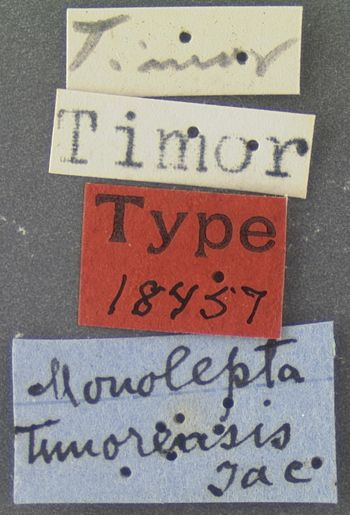 Timor
Timor
Type
18457
Monolepta
Timorensis
Jac